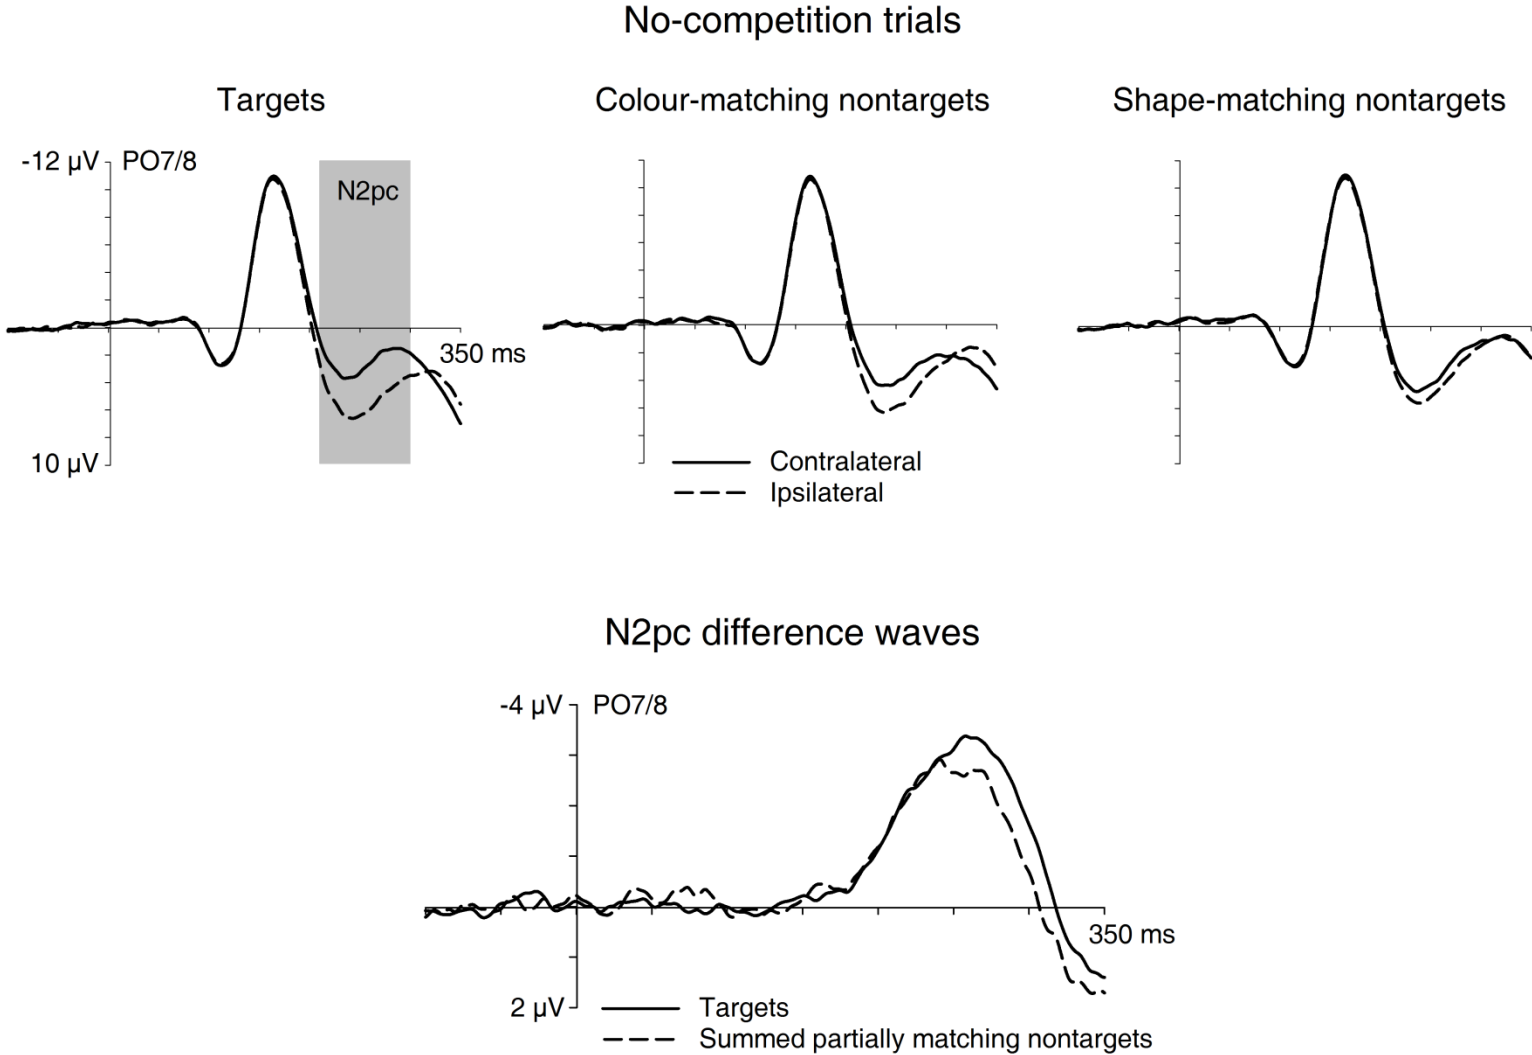 No-competition trials
Targets
Colour-matching nontargets
Shape-matching nontargets
-12 µV
PO7/8
N2pc
350 ms
10 µV
Contralateral
Ipsilateral
N2pc difference waves
-4 µV
PO7/8
350 ms
2 µV
Targets
Summed partially matching nontargets